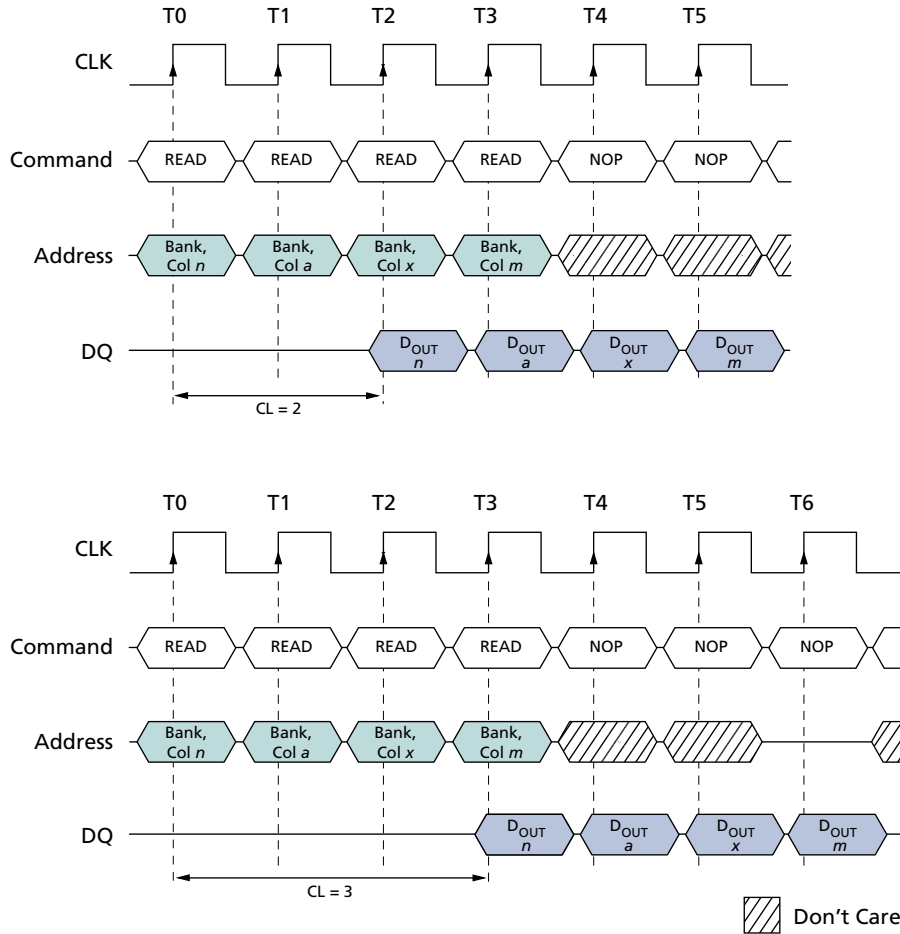 T0 T1 T2 T3 T4 T5
CLK
Command READ READ READ READ NOP NOP
Address Bank, Col n Bank, Col a Bank, Col x Bank, Col m
DQ DOUT n DOUT a DOUT x DOUT m
CL = 2
T0 T1 T2 T3 T4 T5 T6
CLK
Command READ READ READ READ NOP NOP NOP
Address Bank, Col n Bank, Col a Bank, Col x Bank, Col m
DQ DOUT n DOUT a DOUT x DOUT m
CL = 3
Don't Care